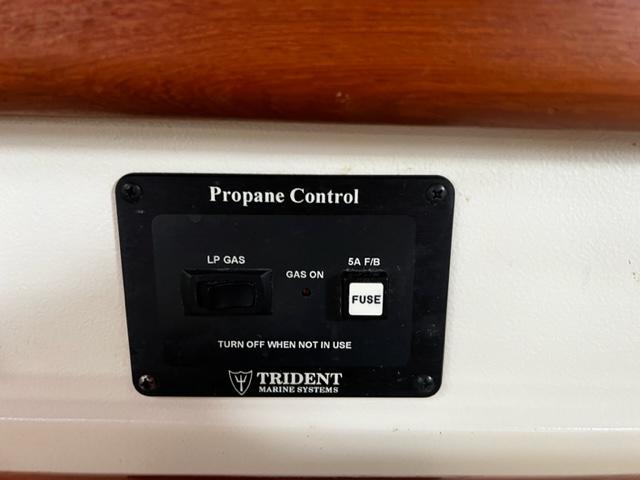 Propane Control
LP GAS
GAS ON
5A F/B
FUSE
TURN OFF WHEN NOT IN USE
TRIDENT
MARINE SYSTEMS